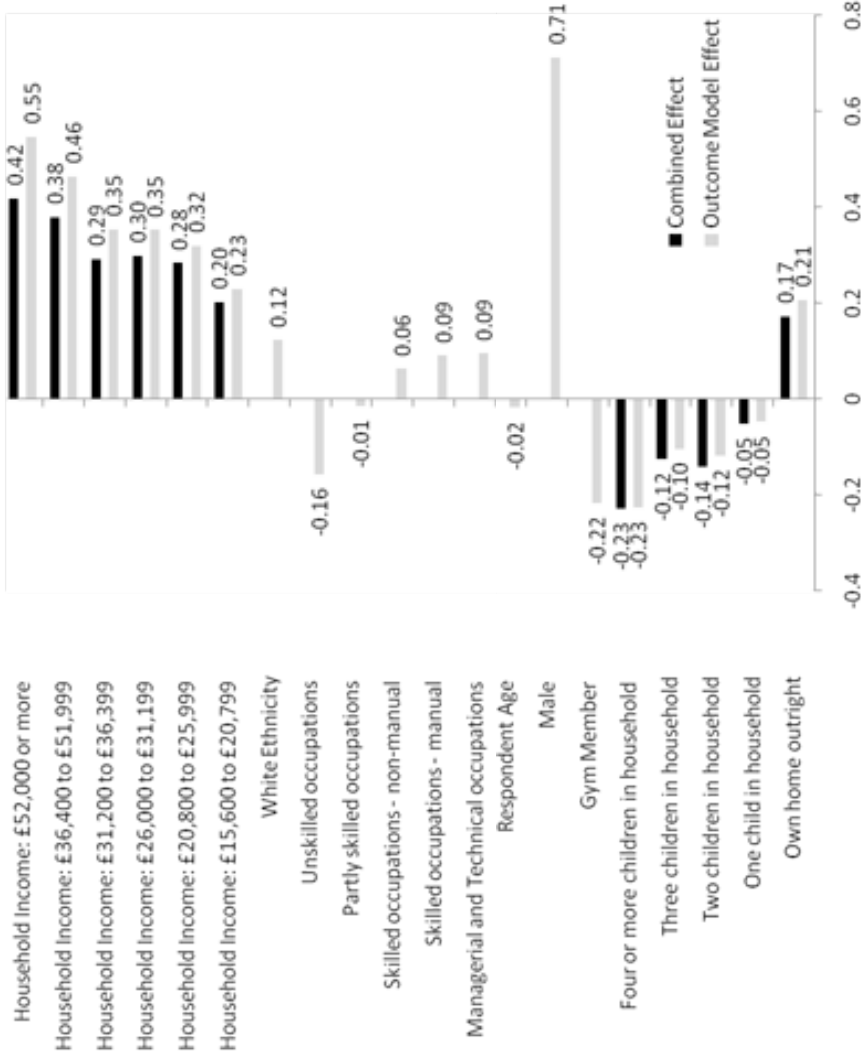 Household Income: £52,000 or more
Household Income: £36,400 to £51,999
Household Income: £31,200 to £36,399
Household Income: £26,000 to £31,199
Household Income: £20,800 to £25,999
Household Income: £15,600 to £20,799
White Ethnicity
Unskilled occupations
Partly skilled occupations
Skilled occupations - non-manual
Skilled occupations - manual
Managerial and Technical occupations
Respondent Age
Male
Gym Member
Four or more children in household
Three children in household
Two children in household
One child in household
Own home outright
0.42
0.55
0.38
0.46
0.29
0.35
0.30
0.35
0.28
0.32
0.20
0.23
0.12
-0.16
-0.01
0.06
0.09
0.09
-0.02
0.71
-0.22
-0.23
-0.23
-0.12
-0.10
-0.14
-0.12
-0.05
-0.05
0.17
0.21
Combined Effect
Outcome Model Effect
-0.4
-0.2
0
0.2
0.4
0.6
0.8